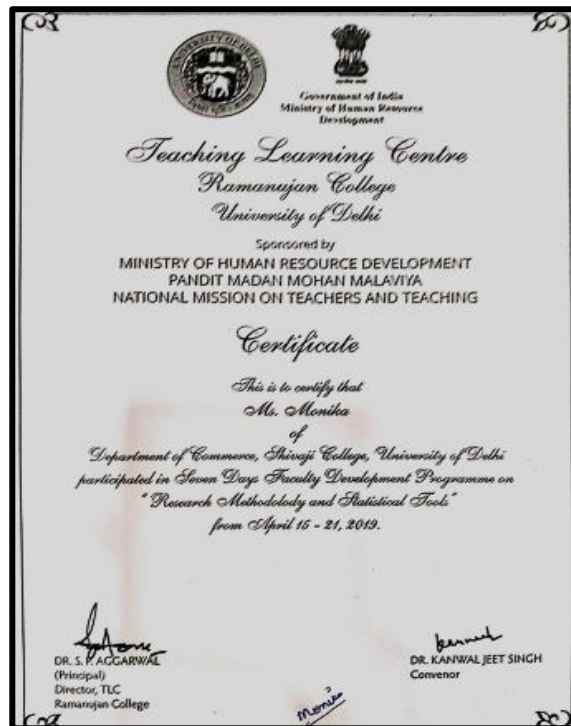 UNIVERSITY OF DELHI
Government of India
Ministry of Human Resource
Development
Teaching Learning Centre
Ramanujan College
University of Delhi
Sponsored by
MINISTRY OF HUMAN RESOURCE DEVELOPMENT
PANDIT MADAN MOHAN MALAVIYA
NATIONAL MISSION ON TEACHERS AND TEACHING
Certificate
This is to certify that
Ms. Monika
of
Department of Commerce, Shivaji College, University of Delhi
participated in Seven Days Faculty Development Programme on
"Research Methodolody and Statistical Tools"
from April 15 - 21, 2019.
DR. S. P. AGGARWAL
(Principal)
Director, TLC
Ramanujan College
DR. KANWAL JEET SINGH
Convenor
Monika